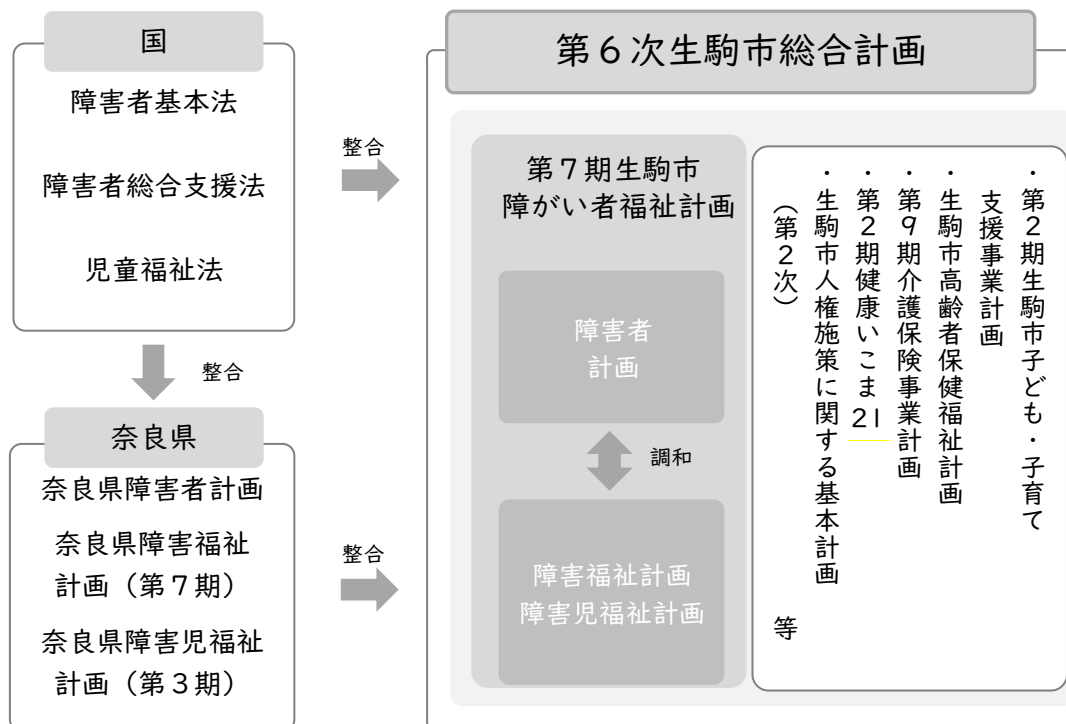 国
障害者基本法
障害者総合支援法
児童福祉法
整合
整合
奈良県
奈良県障害者計画
奈良県障害福祉
計画（第７期）
奈良県障害児福祉
計画（第３期）
整合
第６次生駒市総合計画
第７期生駒市
障がい者福祉計画
障害者
計画
調和
障害福祉計画
障害児福祉計画
・第２期生駒市子ども・子育て
支援事業計画
・生駒市高齢者保健福祉計画
・第９期介護保険事業計画
・第２期健康いこま21
・生駒市人権施策に関する基本計画
（第２次）
等